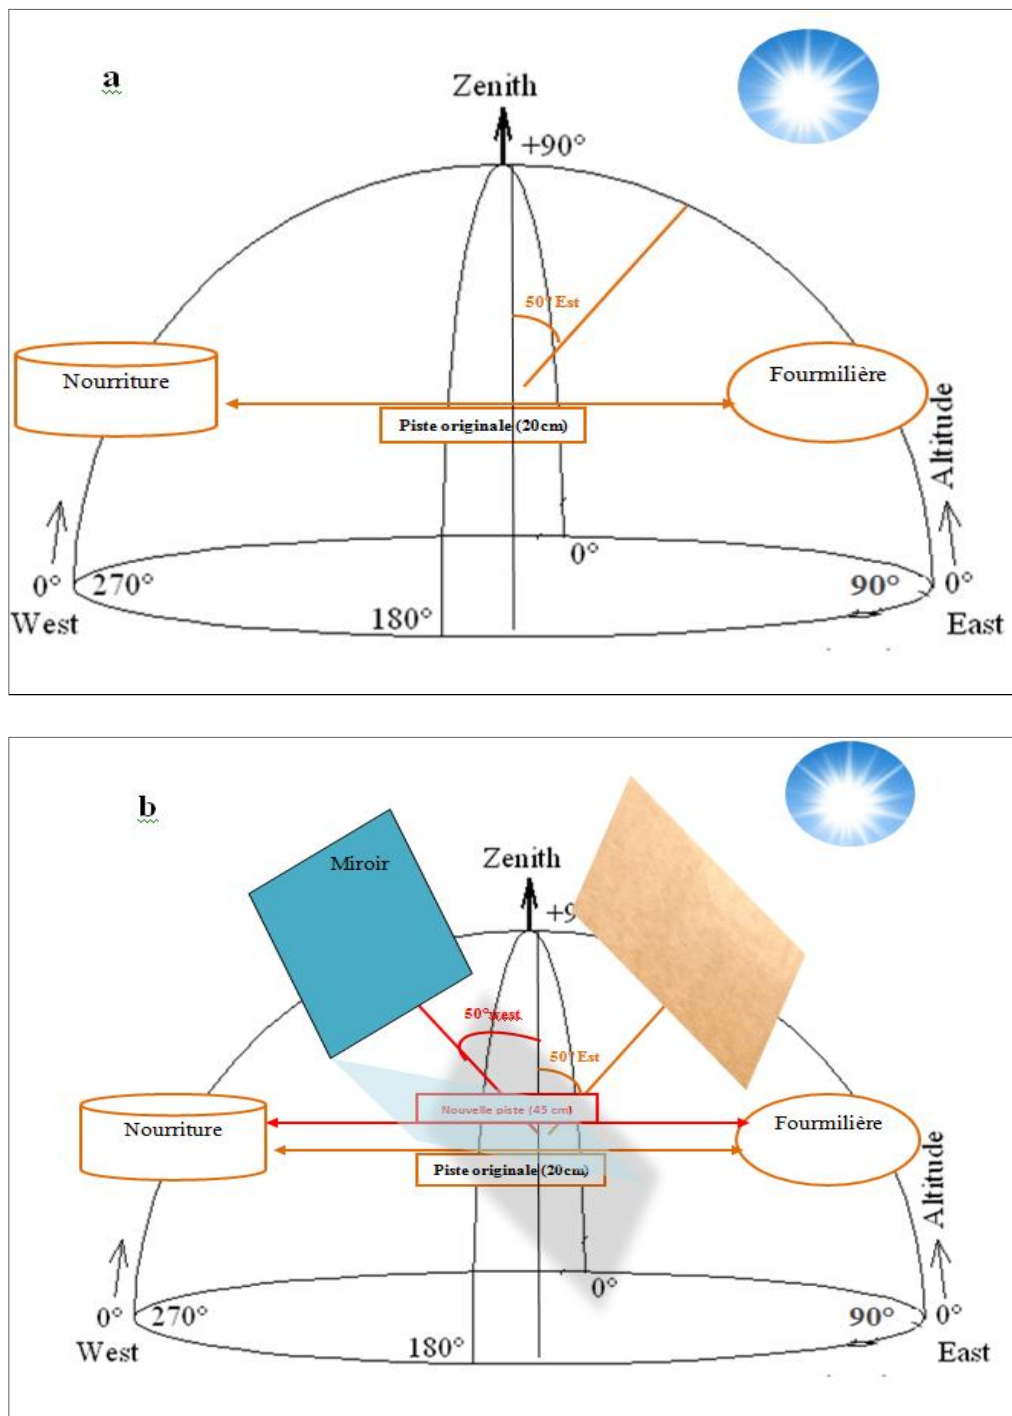 a
Zenith
+90°
50° Est
Nourriture
Fourmilière
Piste originale (20cm)
Altitude
0°
270°
0°
90°
0°
West
180°
East
b
Miroir
Zenith
+9
50°west
50° Est
Nouvelle piste (45 cm)
Nourriture
Fourmilière
Piste originale (20cm)
Altitude
0°
270°
0°
90°
0°
West
180°
East